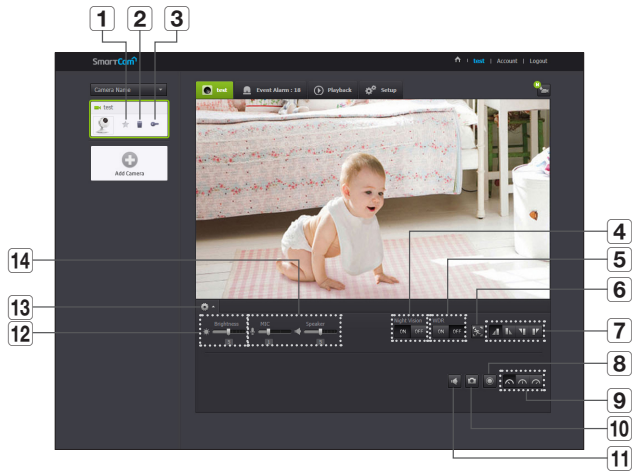 1 2 3
SmartCam
test | Account | Logout
Camera Name
test
Event Alarm : 18
Playback
Setup
N
test
Add Camera
4
5
6
7
8
9
10
11
12
13
14
Brightness
MIC
Speaker
Night Vision
WDR
ON OFF
ON OFF